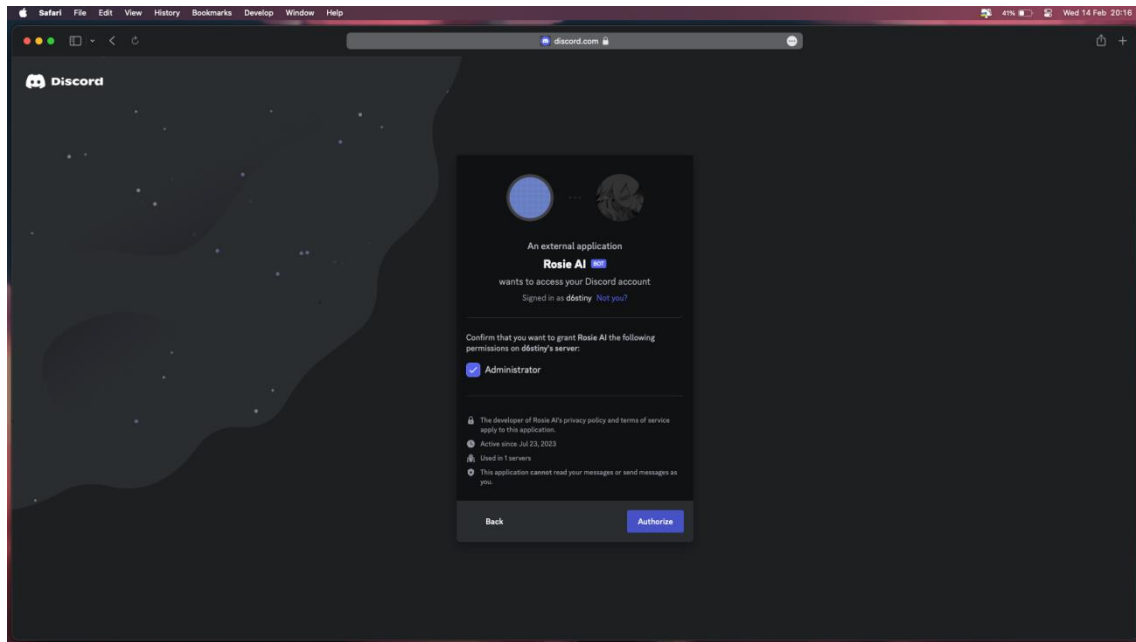 Safari File Edit View History Bookmarks Develop Window Help 41% Wed 14 Feb 20:16
discord.com
Discord
An external application
Rosie AI BOT
wants to access your Discord account
Signed in as d6stiny Not you?
Confirm that you want to grant Rosie AI the following
permissions on d6stiny's server:
Administrator
The developer of Rosie AI's privacy policy and terms of service
apply to this application.
Active since Jul 23, 2023
Used in 1 servers
This application cannot read your messages or send messages as
you.
Back Authorize